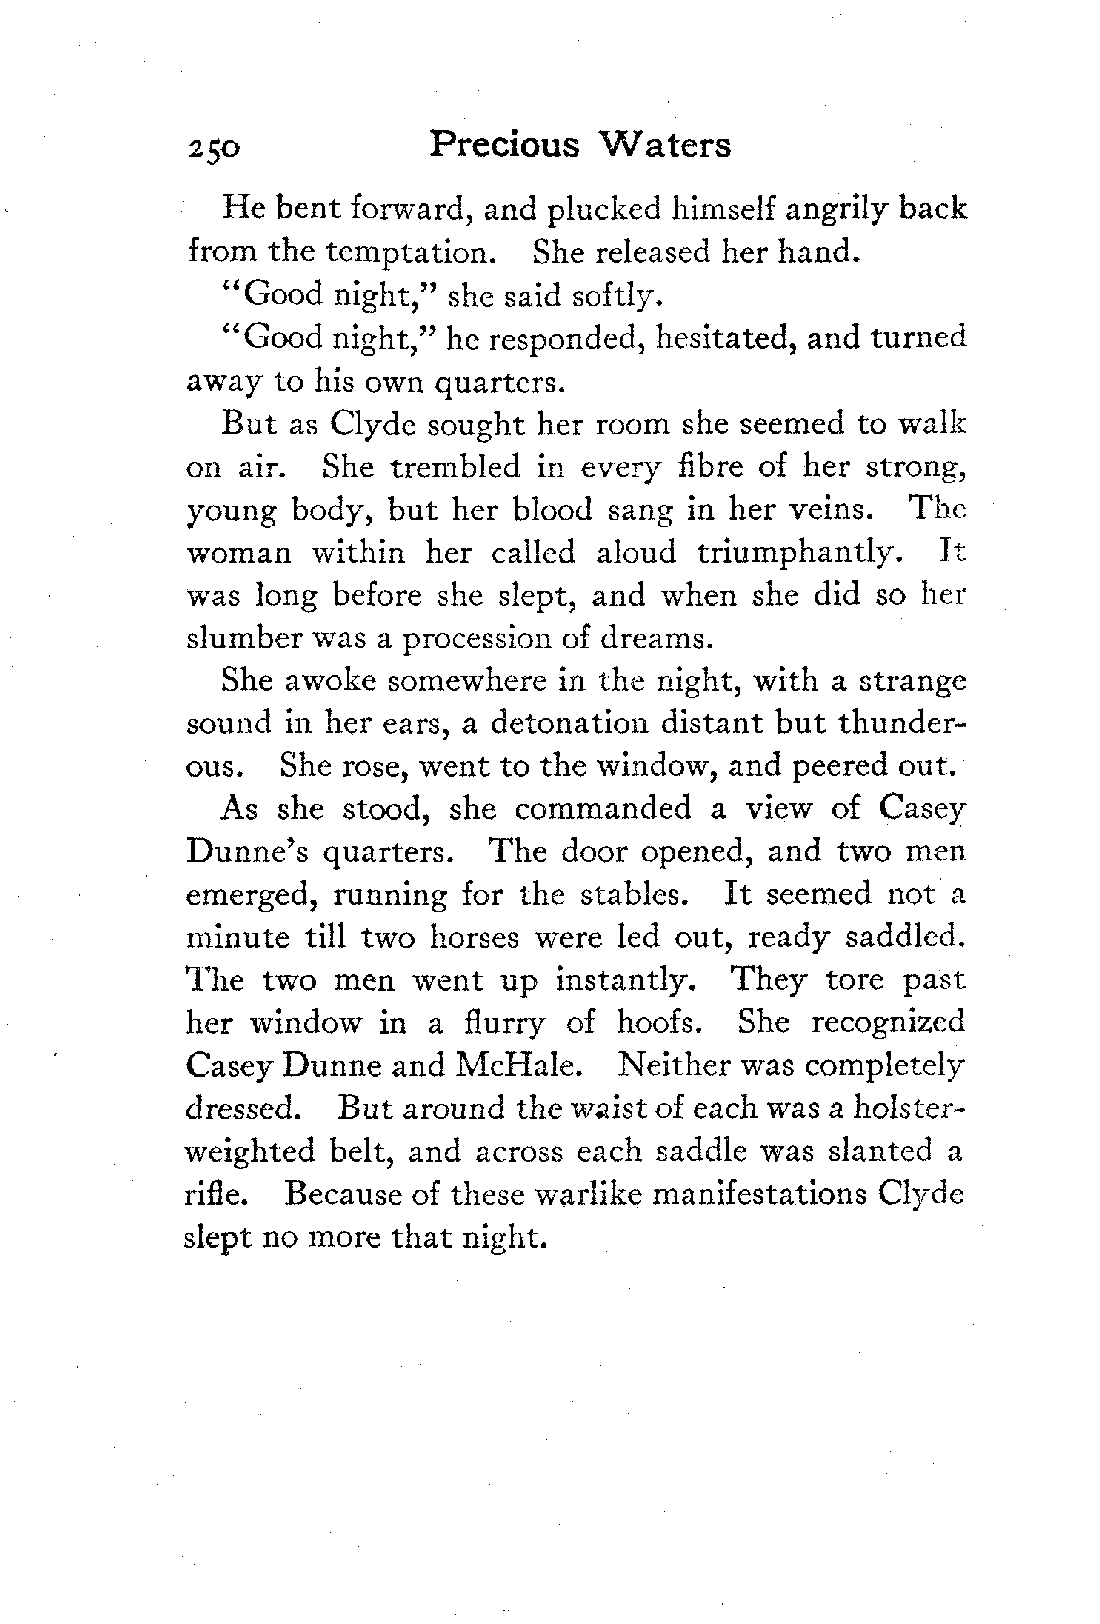 250 Precious Waters
He bent forward, and plucked himself angrily back
from the temptation. She released her hand.
“Good night,” she said softly.
“Good night,” he responded, hesitated, and turned
away to his own quarters.
But as Clyde sought her room she seemed to walk
on air. She trembled in every fibre of her strong,
young body, but her blood sang in her veins. The
woman within her called aloud triumphantly. It
was long before she slept, and when she did so her
slumber was a procession of dreams.
She awoke somewhere in the night, with a strange
sound in her ears, a detonation distant but thunder-
ous. She rose, went to the window, and peered out.
As she stood, she commanded a view of Casey
Dunne’s quarters. The door opened, and two men
emerged, running for the stables. It seemed not a
minute till two horses were led out, ready saddled.
The two men went up instantly. They tore past
her window in a flurry of hoofs. She recognized
Casey Dunne and McHale. Neither was completely
dressed. But around the waist of each was a holster-
weighted belt, and across each saddle was slanted a
rifle. Because of these warlike manifestations Clyde
slept no more that night.